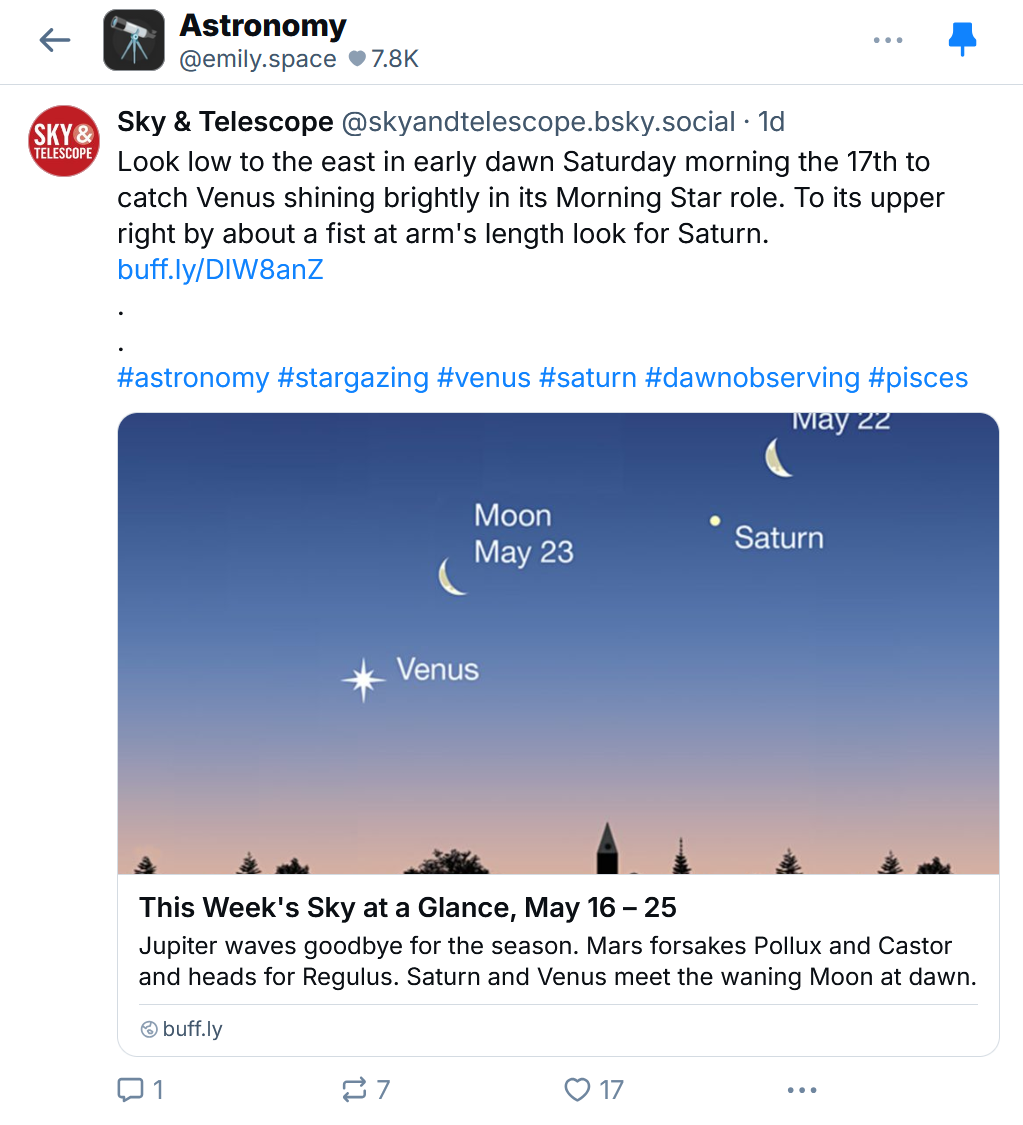 Astronomy
@emily.space 7.8K
SKY&
TELESCOPE
Sky & Telescope @skyandtelescope.bsky.social · 1d
Look low to the east in early dawn Saturday morning the 17th to
catch Venus shining brightly in its Morning Star role. To its upper
right by about a fist at arm's length look for Saturn.
buff.ly/DIW8anZ
.
.
#astronomy #stargazing #venus #saturn #dawnobserving #pisces
May 22
Moon
May 23
Saturn
Venus
This Week's Sky at a Glance, May 16 – 25
Jupiter waves goodbye for the season. Mars forsakes Pollux and Castor
and heads for Regulus. Saturn and Venus meet the waning Moon at dawn.
buff.ly
1 7 17